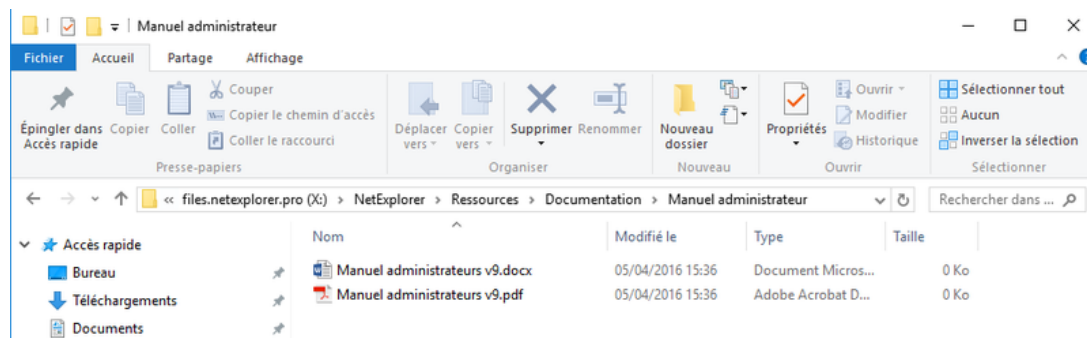 Manuel administrateur
Fichier Accueil Partage Affichage
Épingler dans Accès rapide
Copier
Coller
Couper
Copier le chemin d'accès
Coller le raccourci
Presse-papiers
Déplacer vers
Copier vers
Supprimer
Renommer
Organiser
Nouveau dossier
Nouveau
Propriétés
Ouvrir
Modifier
Historique
Ouvrir
Sélectionner tout
Aucun
Inverser la sélection
Sélectionner
« files.netexplorer.pro (X:) > NetExplorer > Ressources > Documentation > Manuel administrateur
Rechercher dans ...
Accès rapide
Bureau
Téléchargements
Documents
Nom Modifié le Type Taille
Manuel administrateurs v9.docx 05/04/2016 15:36 Document Micros... 0 Ko
Manuel administrateurs v9.pdf 05/04/2016 15:36 Adobe Acrobat D... 0 Ko